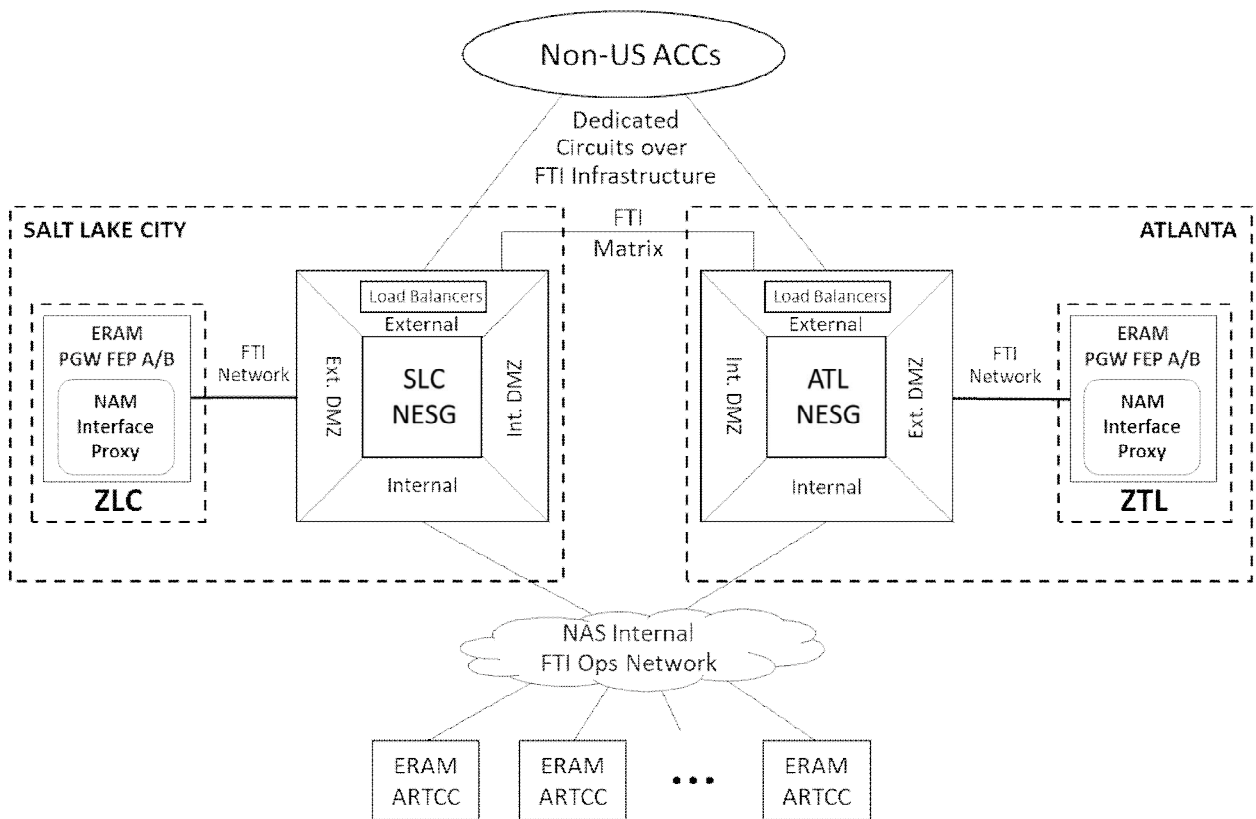 Non-US ACCs
Dedicated
Circuits over
FTI Infrastructure
SALT LAKE CITY
FTI
Matrix
ATLANTA
Load Balancers
External
Ext. DMZ
SLC
NESG
Int. DMZ
Internal
ERAM
PGW FEP A/B
NAM
Interface
Proxy
ZLC
FTI
Network
Load Balancers
External
Int. DMZ
ATL
NESG
Ext. DMZ
Internal
FTI
Network
ERAM
PGW FEP A/B
NAM
Interface
Proxy
ZTL
NAS Internal
FTI Ops Network
ERAM
ARTCC
ERAM
ARTCC
•••
ERAM
ARTCC